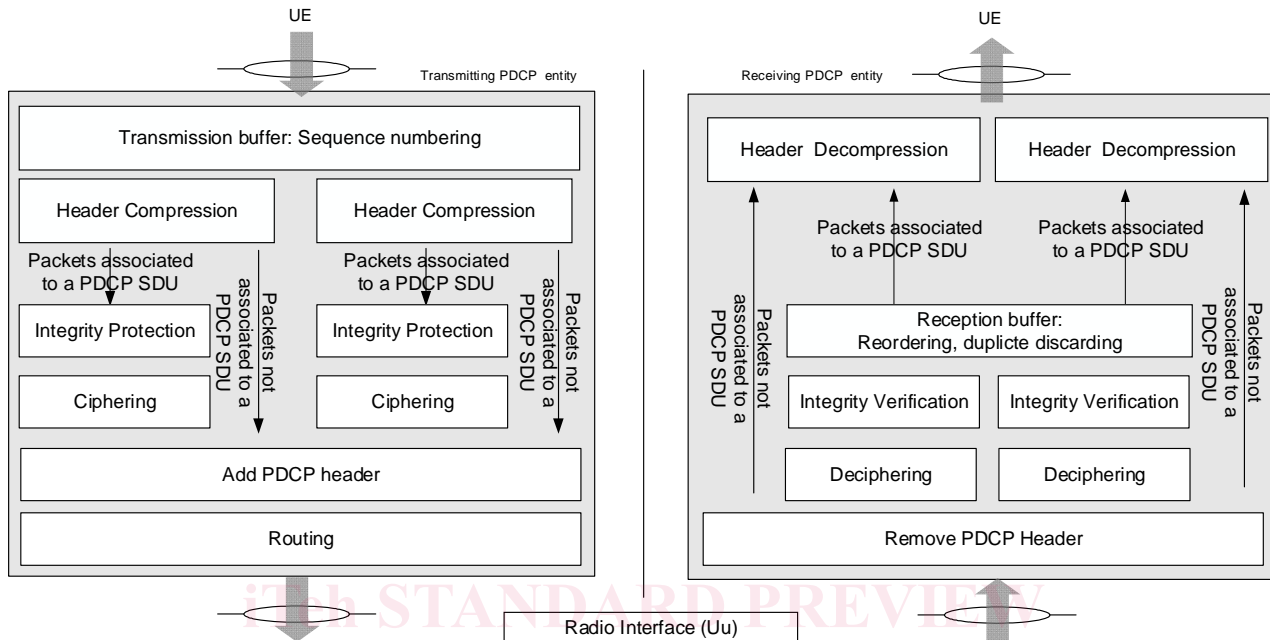 UE
Transmitting PDCP entity
Transmission buffer: Sequence numbering
Header Compression
Header Compression
Packets associated
to a PDCP SDU
Packets associated
to a PDCP SDU
Packets not
associated to a
PDCP SDU
Packets not
associated to a
PDCP SDU
Integrity Protection
Integrity Protection
Ciphering
Ciphering
Add PDCP header
Routing
UE
Receiving PDCP entity
Header Decompression
Header Decompression
Packets associated
to a PDCP SDU
Packets associated
to a PDCP SDU
Packets not
associated to a
PDCP SDU
Packets not
associated to a
PDCP SDU
Reception buffer:
Reordering, duplicte discarding
Integrity Verification
Integrity Verification
Deciphering
Deciphering
Remove PDCP Header
iTeh STANDARD PREVIEW
Radio Interface (Uu)